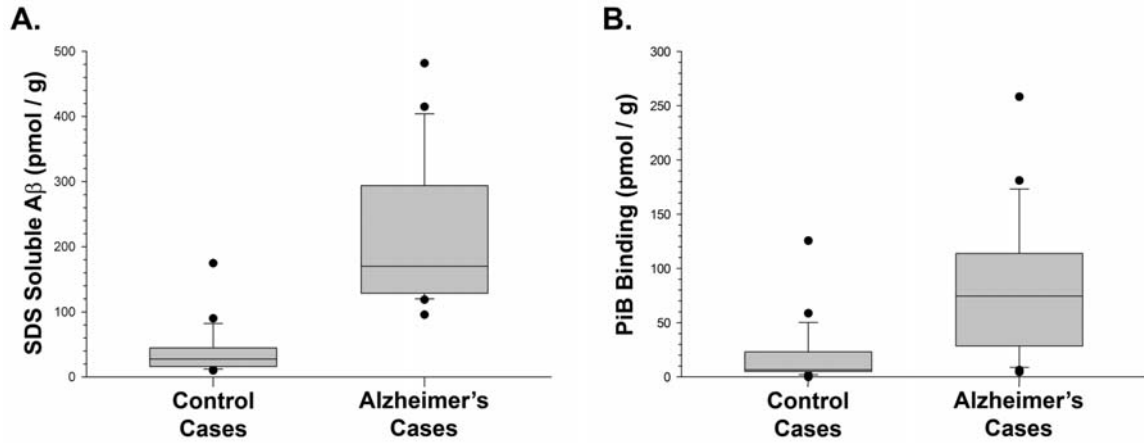 A.
SDS Soluble Aβ (pmol / g)
500
400
300
200
100
0
Control
Cases
Alzheimer's
Cases
B.
PiB Binding (pmol / g)
300
250
200
150
100
50
0
Control
Cases
Alzheimer's
Cases